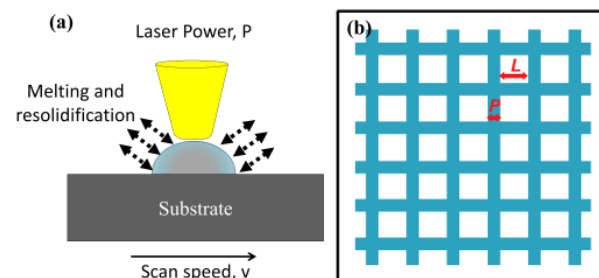 (a)
Laser Power, P
Melting and
resolidification
Substrate
Scan speed, v
(b)
L
P